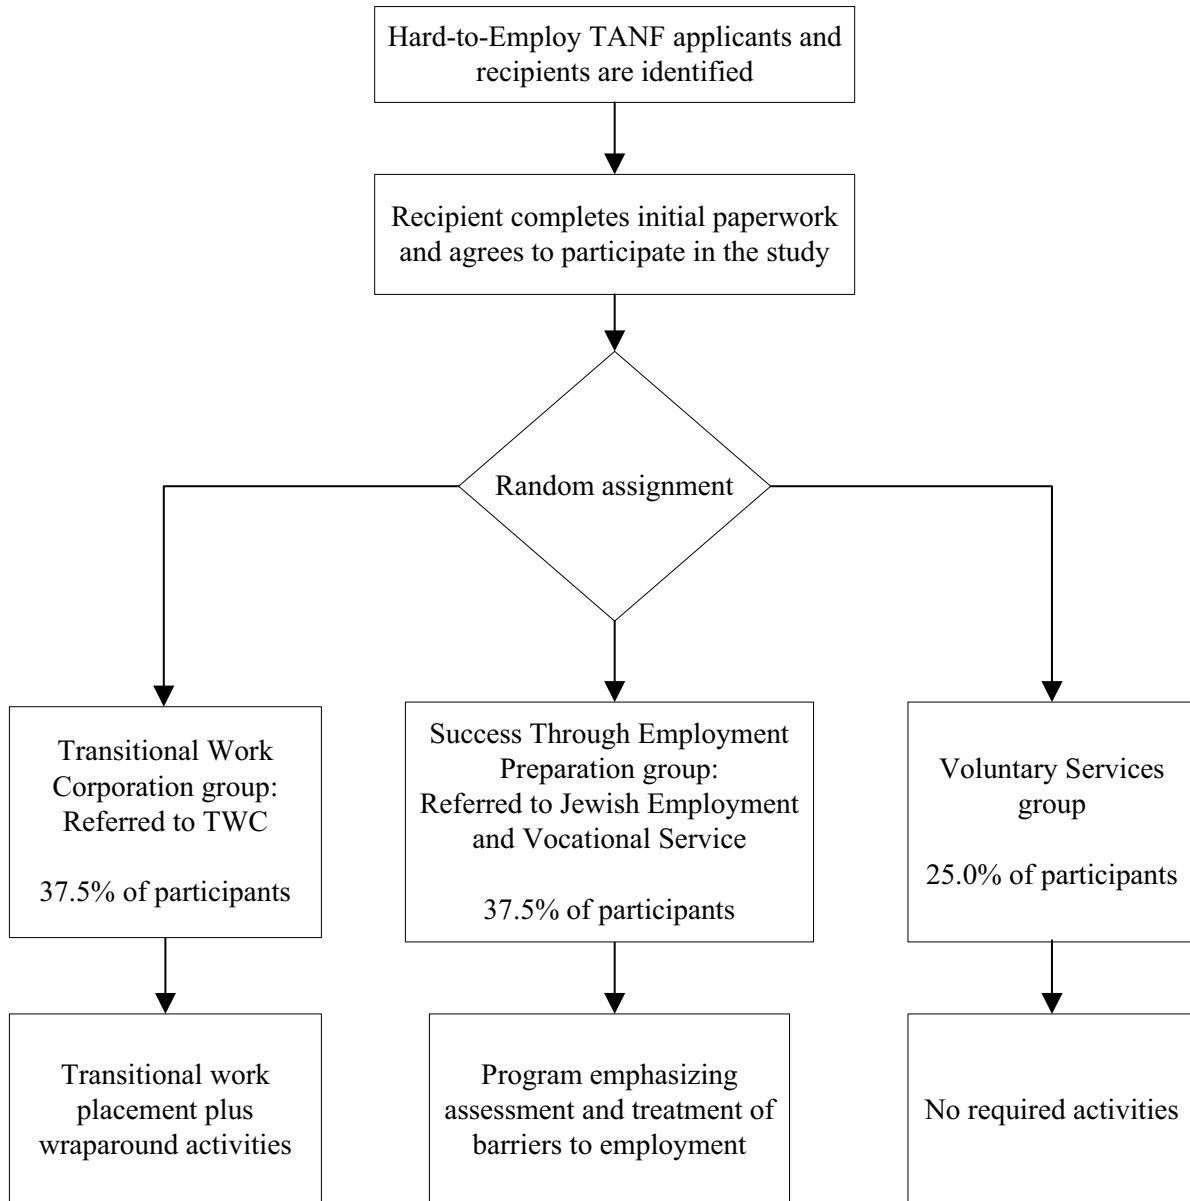 Hard-to-Employ TANF applicants and
recipients are identified
Recipient completes initial paperwork
and agrees to participate in the study
Random assignment
Transitional Work
Corporation group:
Referred to TWC
37.5% of participants
Success Through Employment
Preparation group:
Referred to Jewish Employment
and Vocational Service
37.5% of participants
Voluntary Services
group
25.0% of participants
Transitional work
placement plus
wraparound activities
Program emphasizing
assessment and treatment of
barriers to employment
No required activities